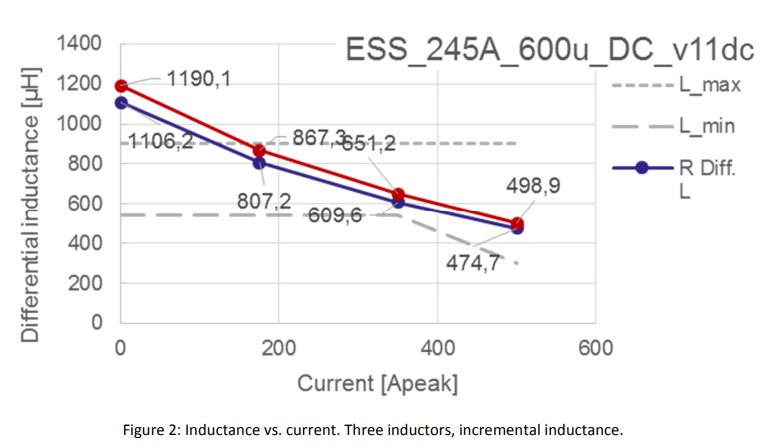 ESS_245A_600u_DC_v11dc
Differential inductance [µH]
1400
1200
1000
800
600
400
200
0
1190,1
1106,2
867,3
651,2
807,2
609,6
498,9
474,7
L_max
L_min
R Diff.
L
0
200
400
600
Current [Apeak]
Figure 2: Inductance vs. current. Three inductors, incremental inductance.